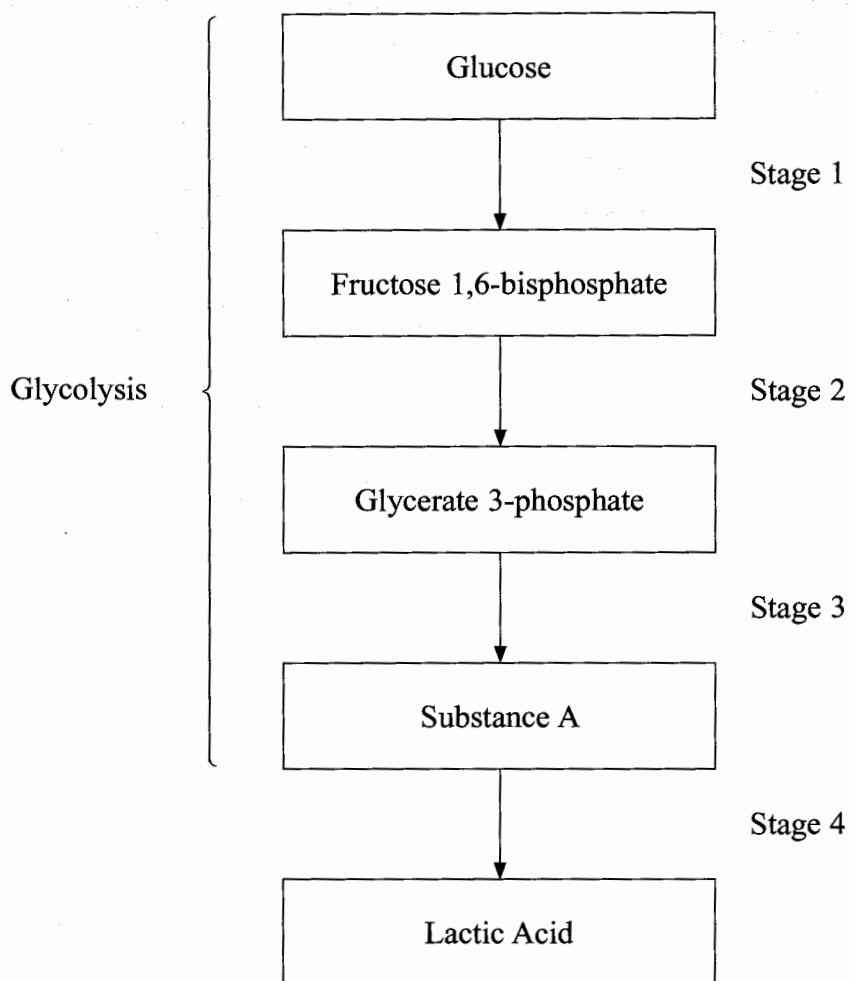 Glucose
Stage 1
Fructose 1,6-bisphosphate
Glycolysis
Stage 2
Glycerate 3-phosphate
Stage 3
Substance A
Stage 4
Lactic Acid